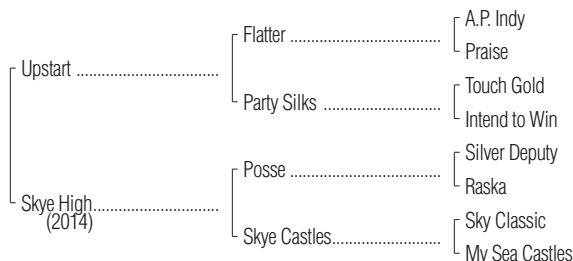 A.P. Indy
Flatter ........................................
Praise
Upstart ......................................
Touch Gold
Party Silks ................................
Intend to Win
Silver Deputy
Posse ........................................
Raska
Skye High..................................
(2014)
Sky Classic
Skye Castles.............................
My Sea Castles